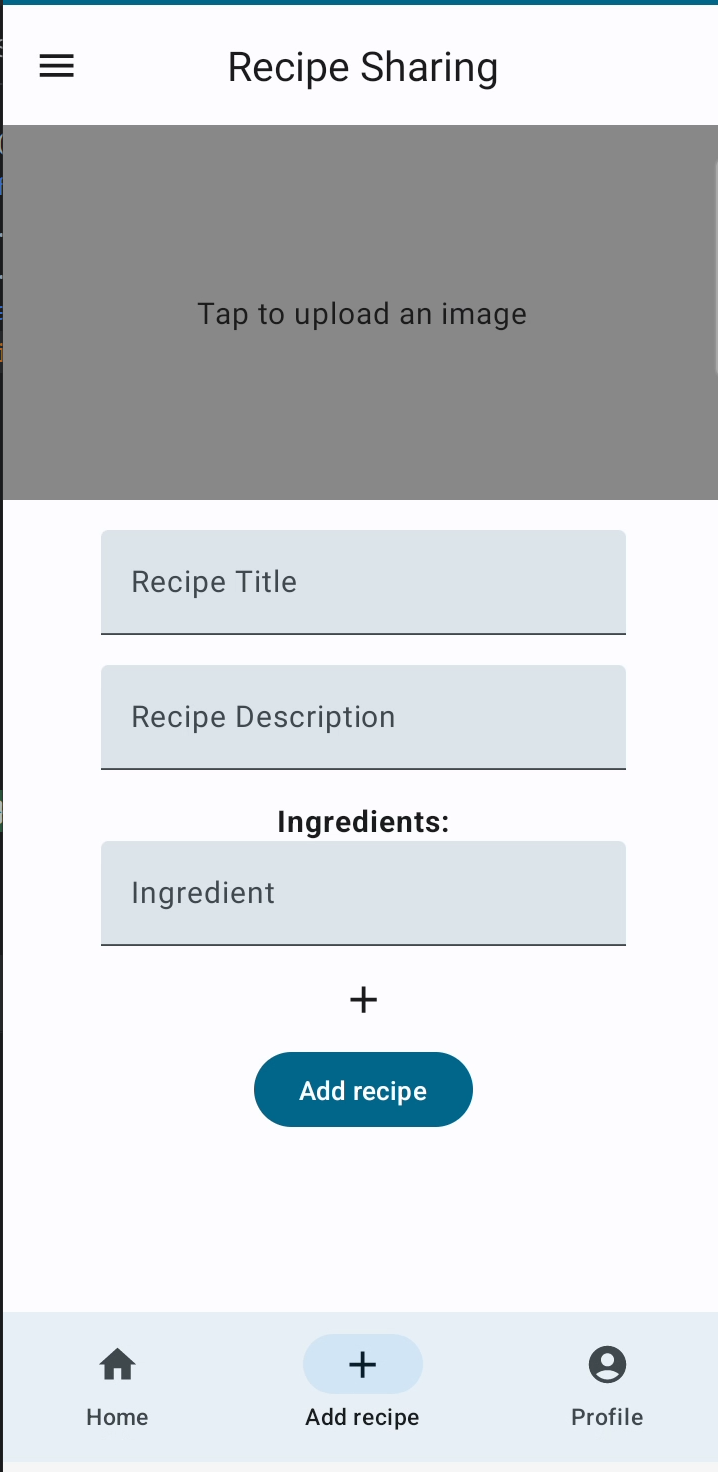 Recipe Sharing
Tap to upload an image
Recipe Title
Recipe Description
Ingredients:
Ingredient
Add recipe
Home
Add recipe
Profile